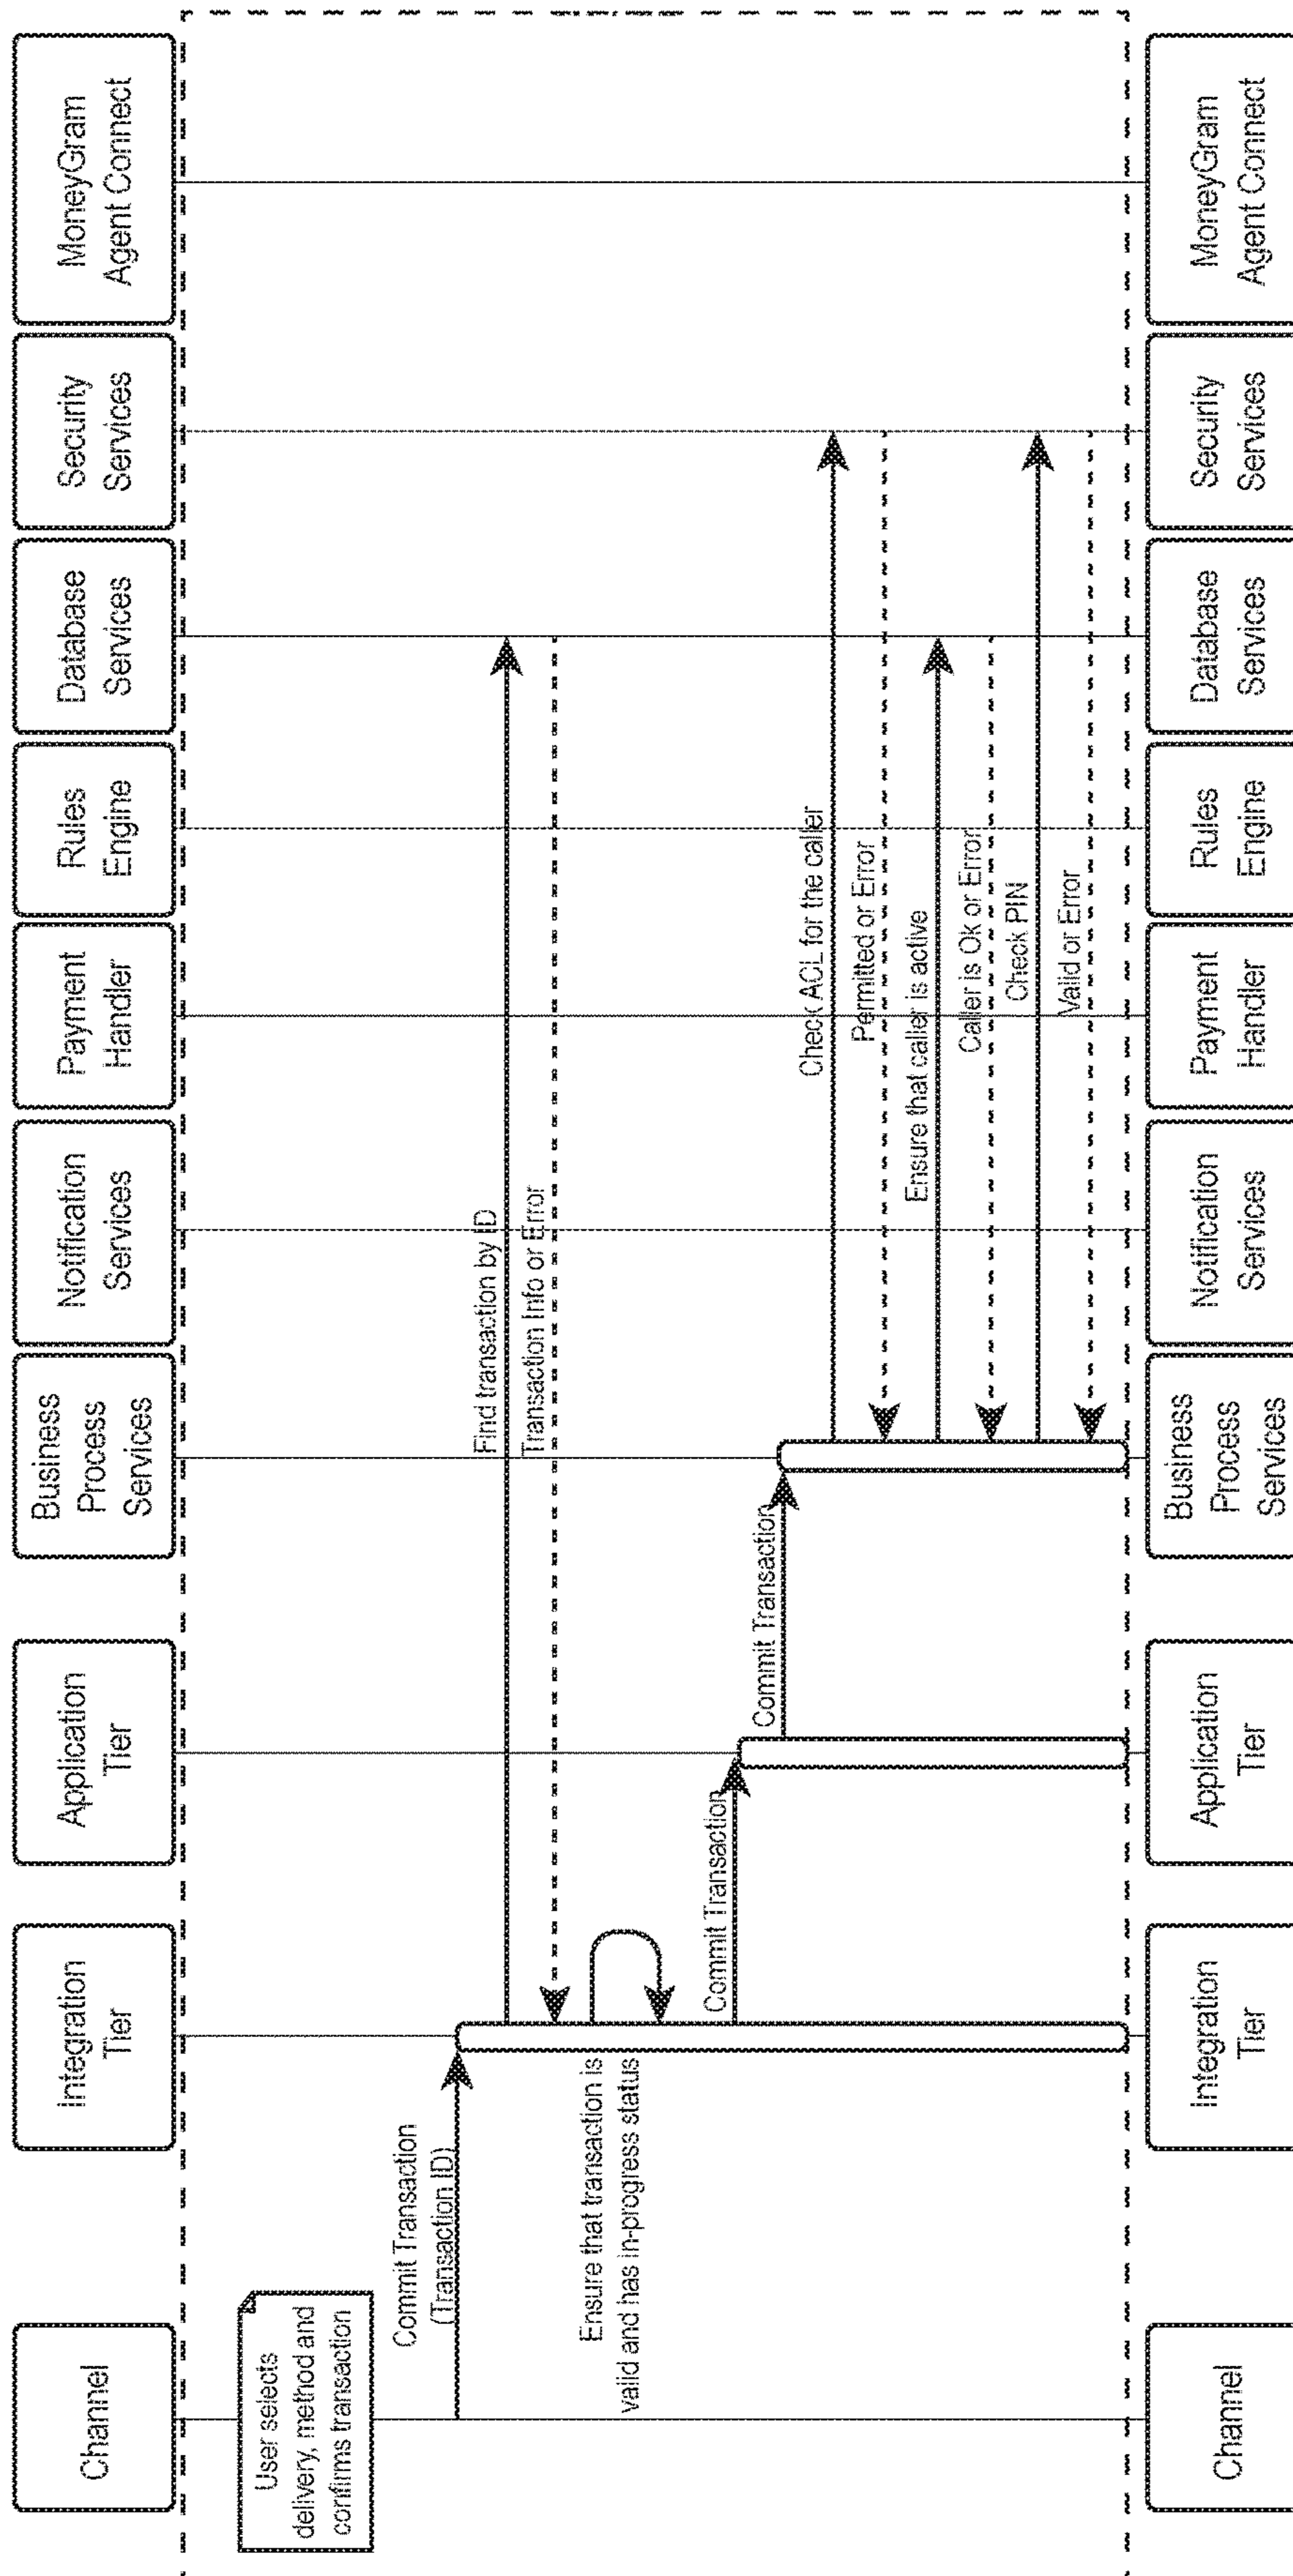 Channel
Integration
Tier
Application
Tier
Business
Process
Services
Notification
Services
Payment
Handler
Rules
Engine
Database
Services
Security
Services
MoneyGram
Agent Connect
User selects
delivery, method and
confirms transaction
Commit Transaction
(Transaction ID)
Find transaction by ID
Transaction Info or Error
Ensure that transaction is
valid and has in-progress status
Commit Transaction
Commit Transaction
Check ACL for the caller
Permitted or Error
Ensure that caller is active
Caller is Ok or Error
Check PIN
Valid or Error
Channel
Integration
Tier
Application
Tier
Business
Process
Services
Notification
Services
Payment
Handler
Rules
Engine
Database
Services
Security
Services
MoneyGram
Agent Connect